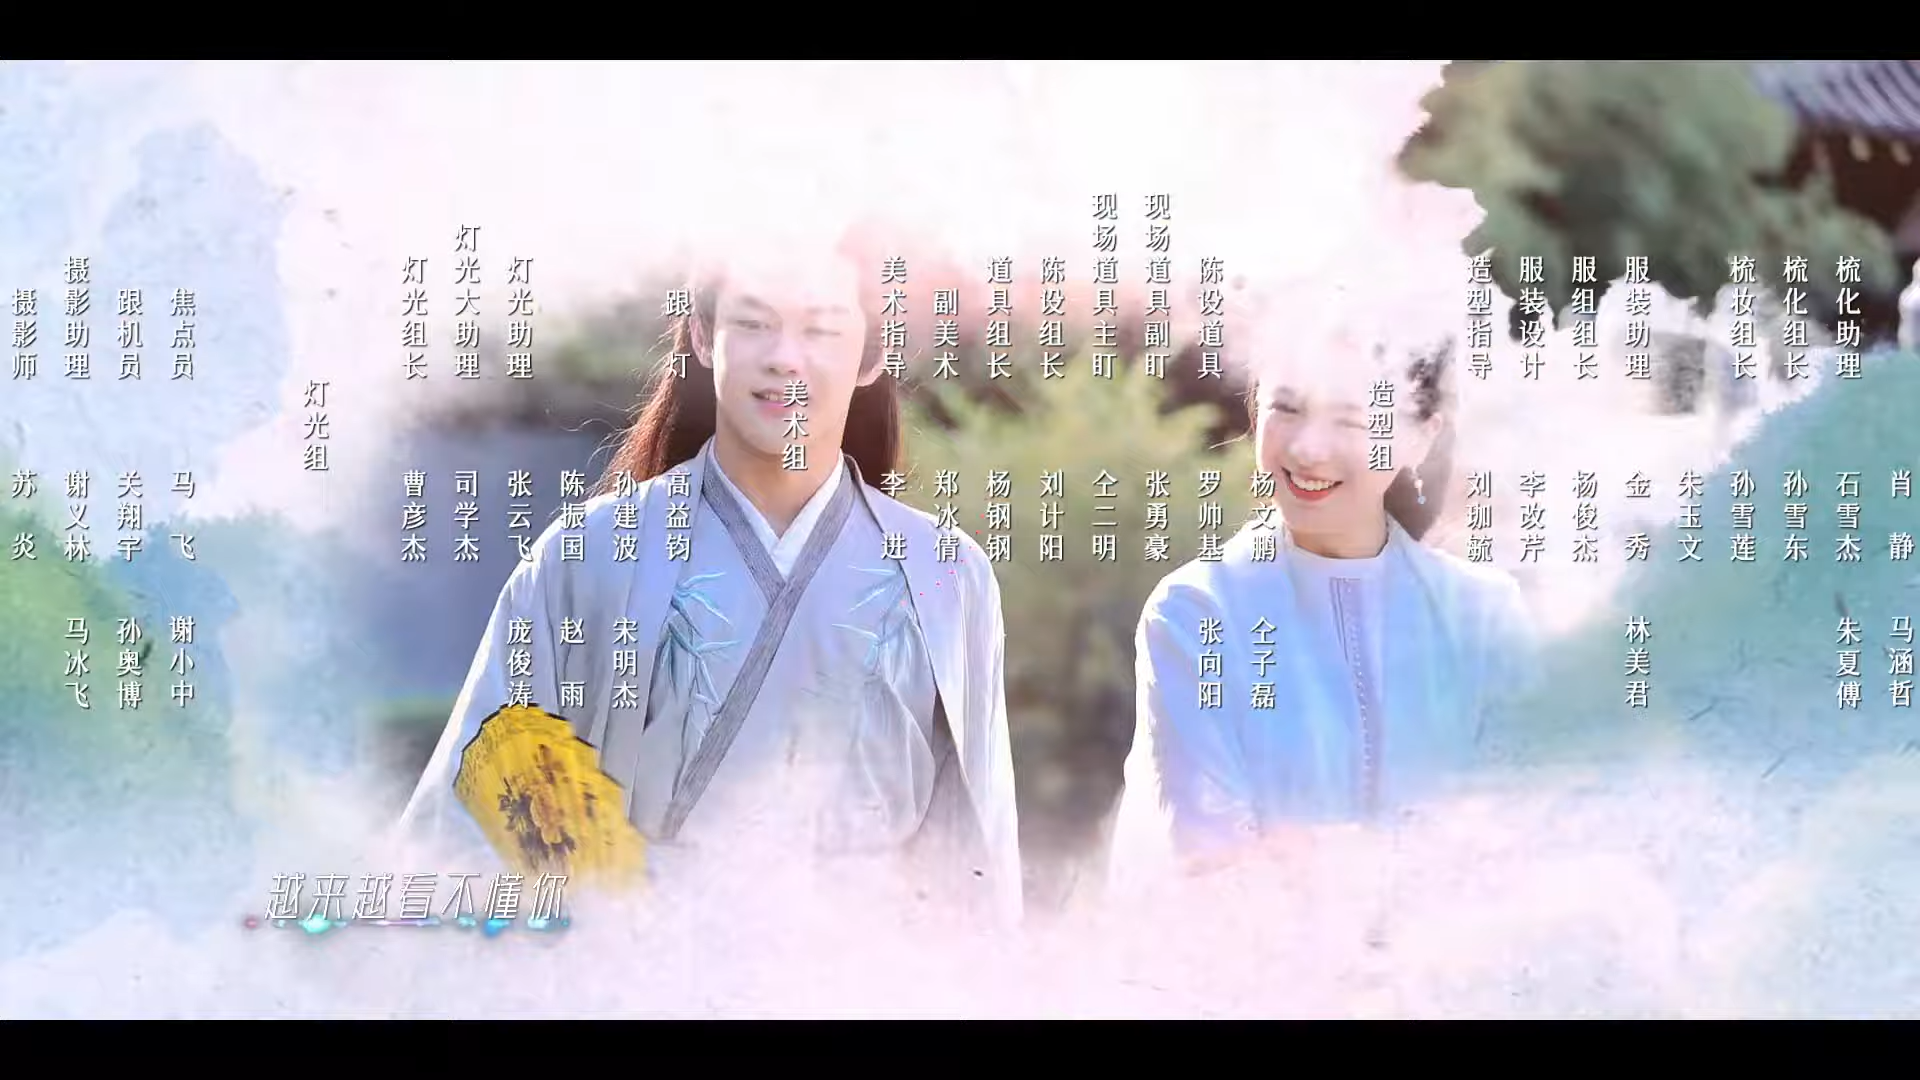 摄影师
苏炎
摄影助理
谢义林
马冰飞
跟机员
关翔宇
孙奥博
焦点员
马飞
谢小中
灯光组
灯光组长
曹彦杰
灯光大助理
司学杰
灯光助理
张云飞
庞俊涛
陈振国
赵雨
孙建波
宋明杰
跟灯
高益钧
美术组
美术指导
李进
副美术
郑冰倩
道具组长
杨钢钢
陈设组长
刘计阳
现场道具主盯
仝二明
现场道具副盯
张勇豪
陈设道具
罗帅基
张向阳
杨文鹏
仝子磊
造型组
造型指导
刘珈毓
服装设计
李改芹
服组组长
杨俊杰
服装助理
金秀
林美君
朱玉文
梳妆组长
孙雪莲
梳化组长
孙雪东
梳化助理
石雪杰
朱夏傅
肖静
马涵哲
越来越看不懂你